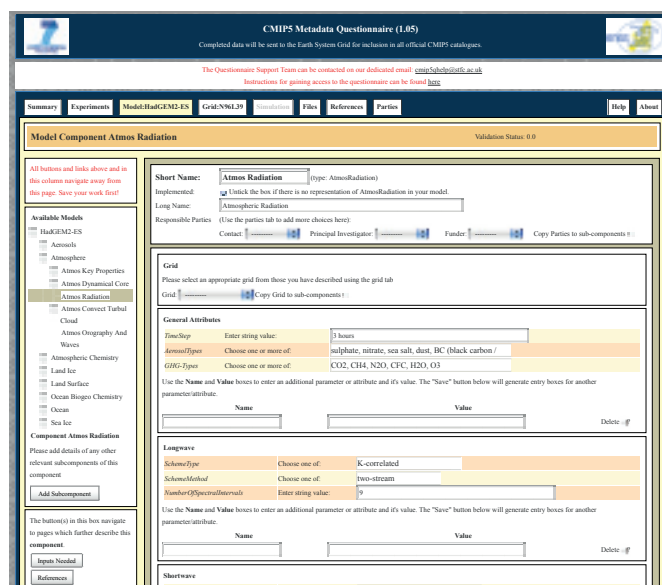 CMIP5 Metadata Questionnaire (1.05)
Completed data will be sent to the Earth System Grid for inclusion in all official CMIP5 catalogues.
The Questionnaire Support Team can be contacted on our dedicated email: cmip5qhelp@stfc.ac.uk
Instructions for gaining access to the questionnaire can be found here
Summary Experiments Model:HadGEM2-ES Grid:N96L39 Simulation Files References Parties Help About
Model Component Atmos Radiation Validation Status: 0.0
All buttons and links above and in
this column navigate away from
this page. Save your work first!
Available Models
HadGEM2-ES
Aerosols
Atmosphere
Atmos Key Properties
Atmos Dynamical Core
Atmos Radiation
Atmos Convect Turbul
Cloud
Atmos Orography And
Waves
Atmospheric Chemistry
Land Ice
Land Surface
Ocean Biogeo Chemistry
Ocean
Sea Ice
Component Atmos Radiation
Please add details of any other
relevant subcomponents of this
component
Add Subcomponent
The button(s) in this box navigate
to pages which further describe this
component.
Inputs Needed
References
Short Name: Atmos Radiation (type: AtmosRadiation)
Implemented: Untick the box if there is no representation of AtmosRadiation in your model.
Long Name: Atmospheric Radiation
Responsible Parties (Use the parties tab to add more choices here):
Contact: --------- Principal Investigator: --------- Funder: --------- Copy Parties to sub-components
Grid
Please select an appropriate grid from those you have described using the grid tab
Grid: --------- Copy Grid to sub-components
General Attributes
TimeStep Enter string value: 3 hours
AerosolTypes Choose one or more of: sulphate, nitrate, sea salt, dust, BC (black carbon /
GHG-Types Choose one or more of: CO2, CH4, N2O, CFC, H2O, O3
Use the Name and Value boxes to enter an additional parameter or attribute and it's value. The "Save" button below will generate entry boxes for another
parameter/attribute.
Name Value
Delete
Longwave
SchemeType Choose one of: K-correlated
SchemeMethod Choose one of: two-stream
NumberOfSpectralIntervals Enter string value: 9
Use the Name and Value boxes to enter an additional parameter or attribute and it's value. The "Save" button below will generate entry boxes for another
parameter/attribute.
Name Value
Delete
Shortwave